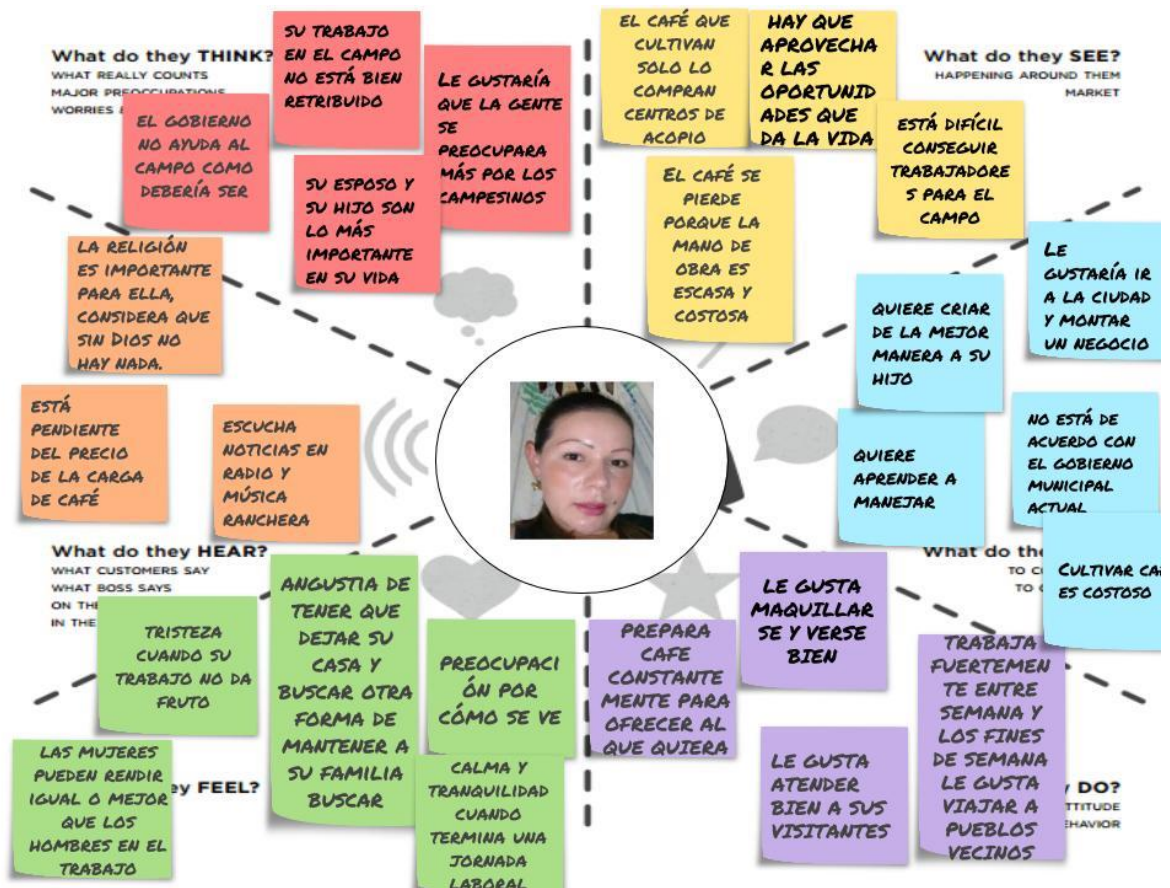 What do they THINK?
WHAT REALLY COUNTS
MAJOR PREOCCUPATIONS
WORRIES &
SU TRABAJO
EN EL CAMPO
NO ESTÁ BIEN
RETRIBUIDO
LE GUSTARÍA
QUE LA GENTE
SE
PREOCUPARA
MÁS POR LOS
CAMPESINOS
EL GOBIERNO
NO AYUDA AL
CAMPO COMO
DEBERÍA SER
SU ESPOSO Y
SU HIJO SON
LO MÁS
IMPORTANTE
EN SU VIDA
EL CAFÉ QUE
CULTIVAN
SOLO LO
COMPRAN
CENTROS DE
ACOPIO
HAY QUE
APROVECHA
R LAS
OPORTUNID
ADES QUE
DA LA VIDA
What do they SEE?
HAPPENING AROUND THEM
MARKET
ESTÁ DIFÍCIL
CONSEGUIR
TRABAJADORE
S PARA EL
CAMPO
EL CAFÉ SE
PIERDE
PORQUE LA
MANO DE
OBRA ES
ESCASA Y
COSTOSA
LA RELIGIÓN
ES IMPORTANTE
PARA ELLA,
CONSIDERA QUE
SIN DIOS NO
HAY NADA.
ESTÁ
PENDIENTE
DEL PRECIO
DE LA CARGA
DE CAFÉ
ESCUCHA
NOTICIAS EN
RADIO Y
MÚSICA
RANCHERA
LE
GUSTARÍA IR
A LA CIUDAD
Y MONTAR
UN NEGOCIO
QUIERE CRIAR
DE LA MEJOR
MANERA A SU
HIJO
QUIERE
APRENDER A
MANEJAR
NO ESTÁ DE
ACUERDO CON
EL GOBIERNO
MUNICIPAL
ACTUAL
CULTIVAR
ES COSTOSO
What do they HEAR?
WHAT CUSTOMERS SAY
WHAT BOSS SAYS
ON
IN THE
What do
TO
TO
TRISTEZA
CUANDO SU
TRABAJO NO DA
FRUTO
ANGUSTIA DE
TENER QUE
DEJAR SU
CASA Y
BUSCAR OTRA
FORMA DE
MANTENER A
SU FAMILIA
BUSCAR
PREOCUPACI
ÓN POR
CÓMO SE VE
LAS MUJERES
PUEDEN RENDIR
IGUAL O MEJOR
QUE LOS
HOMBRES EN EL
TRABAJO
FEEL?
CALMA Y
TRANQUILIDAD
CUANDO
TERMINA UNA
JORNADA
LABORAL
PREPARA
CAFE
CONSTANTE
MENTE PARA
OFRECER AL
QUE QUIERA
LE GUSTA
MAQUILLAR
SE Y VERSE
BIEN
LE GUSTA
ATENDER
BIEN A SUS
VISITANTES
TRABAJA
FUERTEMEN
TE ENTRE
SEMANA Y
LOS FINES
DE SEMANA
LE GUSTA
VIAJAR A
PUEBLOS
VECINOS
DO?